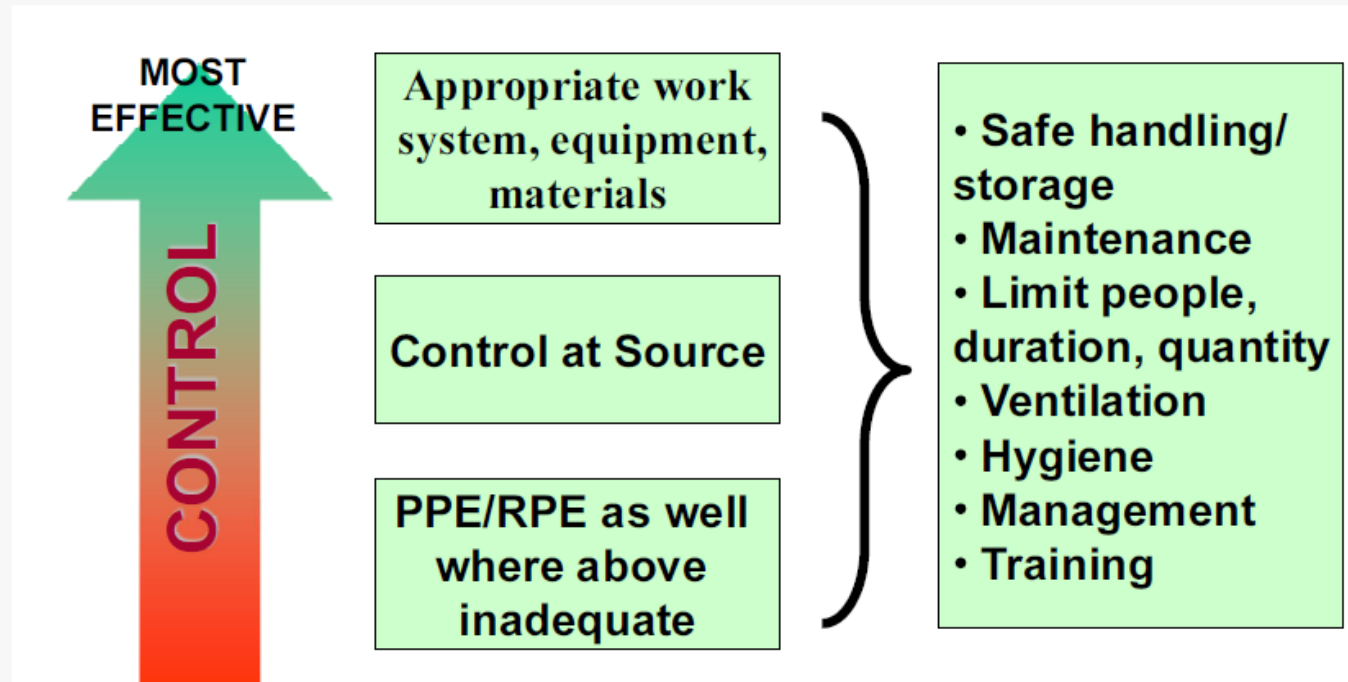 MOST
EFFECTIVE
CONTROL
Appropriate work
system, equipment,
materials
Control at Source
PPE/RPE as well
where above
inadequate
• Safe handling/
storage
• Maintenance
• Limit people,
duration, quantity
• Ventilation
• Hygiene
• Management
• Training